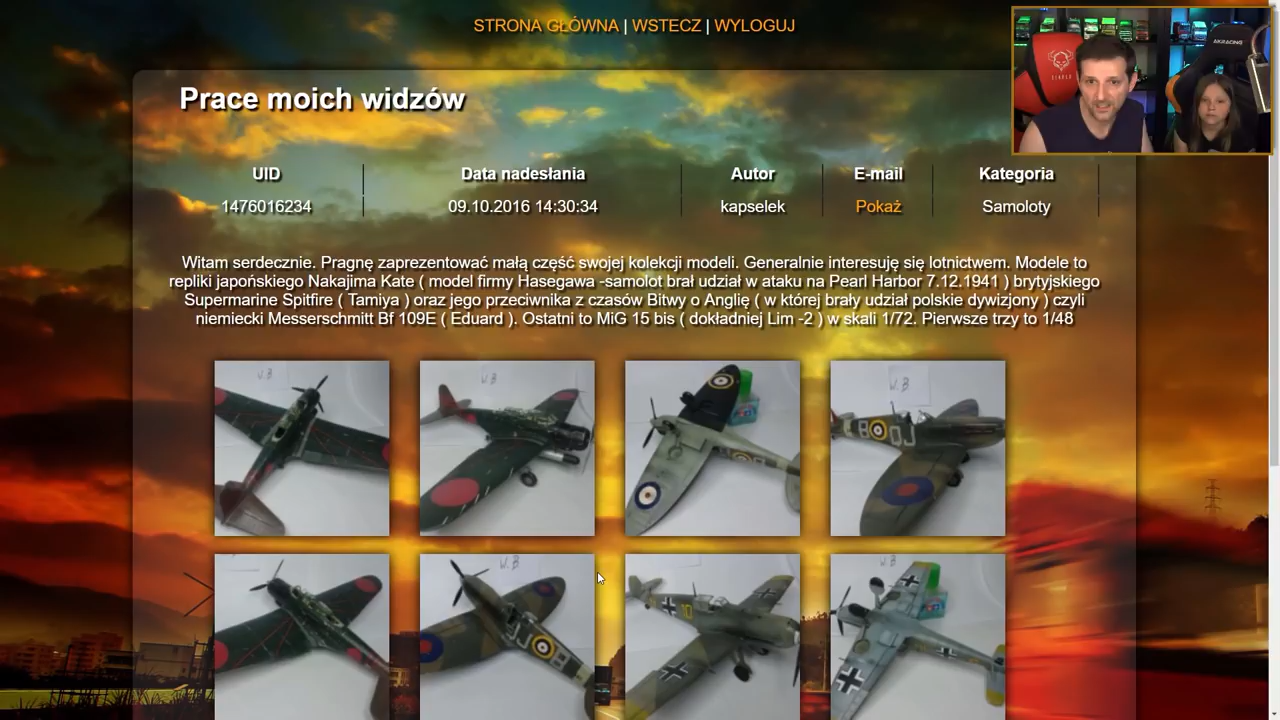 STRONA GŁÓWNA | WSTECZ | WYLOGUJ
AKRACING
DIABLO
Prace moich widzów
UID Data nadesłania Autor E-mail Kategoria
1476016234 09.10.2016 14:30:34 kapselek Pokaż Samoloty
Witam serdecznie. Pragnę zaprezentować małą część swojej kolekcji modeli. Generalnie interesuję się lotnictwem. Modele to
repliki japońskiego Nakajima Kate ( model firmy Hasegawa -samolot brał udział w ataku na Pearl Harbor 7.12.1941 ) brytyjskiego
Supermarine Spitfire ( Tamiya ) oraz jego przeciwnika z czasów Bitwy o Anglię ( w której brały udział polskie dywizjony ) czyli
niemiecki Messerschmitt Bf 109E ( Eduard ). Ostatni to MiG 15 bis ( dokładniej Lim -2 ) w skali 1/72. Pierwsze trzy to 1/48
W.B W.B W.B
W.B W.B